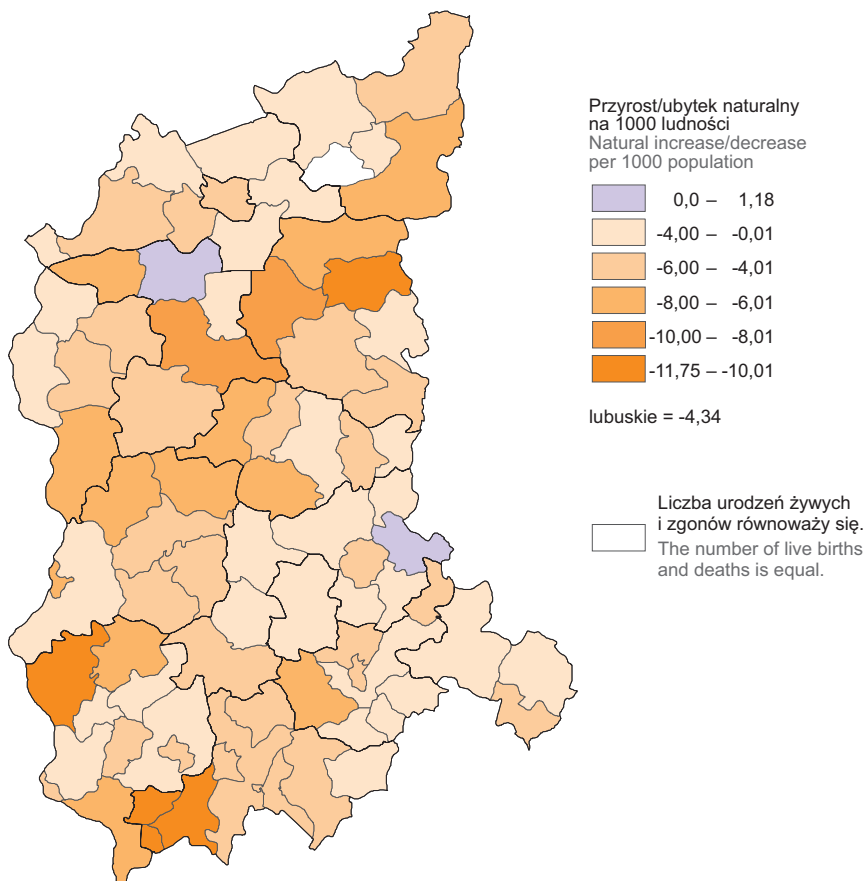 Przyrost/ubytek naturalny
na 1000 ludności
Natural increase/decrease
per 1000 population
0,0 – 1,18
-4,00 – -0,01
-6,00 – -4,01
-8,00 – -6,01
-10,00 – -8,01
-11,75 – -10,01
lubuskie = -4,34
Liczba urodzeń żywych
i zgonów równoważy się.
The number of live births
and deaths is equal.